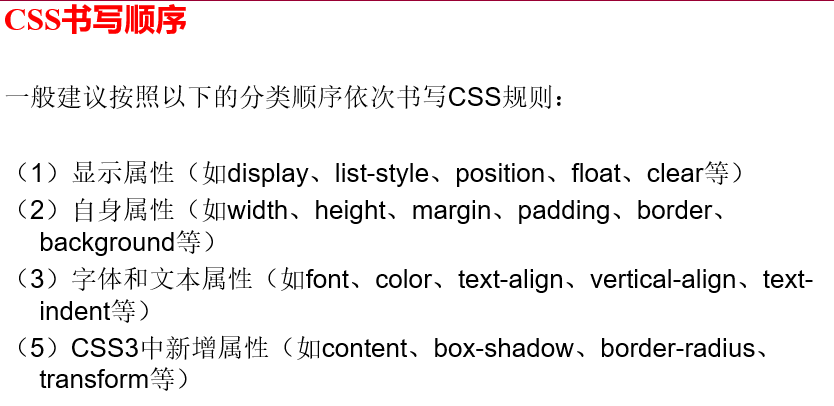 CSS书写顺序
一般建议按照以下的分类顺序依次书写CSS规则：
（1）显示属性（如display、list-style、position、float、clear等）
（2）自身属性（如width、height、margin、padding、border、
background等）
（3）字体和文本属性（如font、color、text-align、vertical-align、text-
indent等）
（5）CSS3中新增属性（如content、box-shadow、border-radius、
transform等）